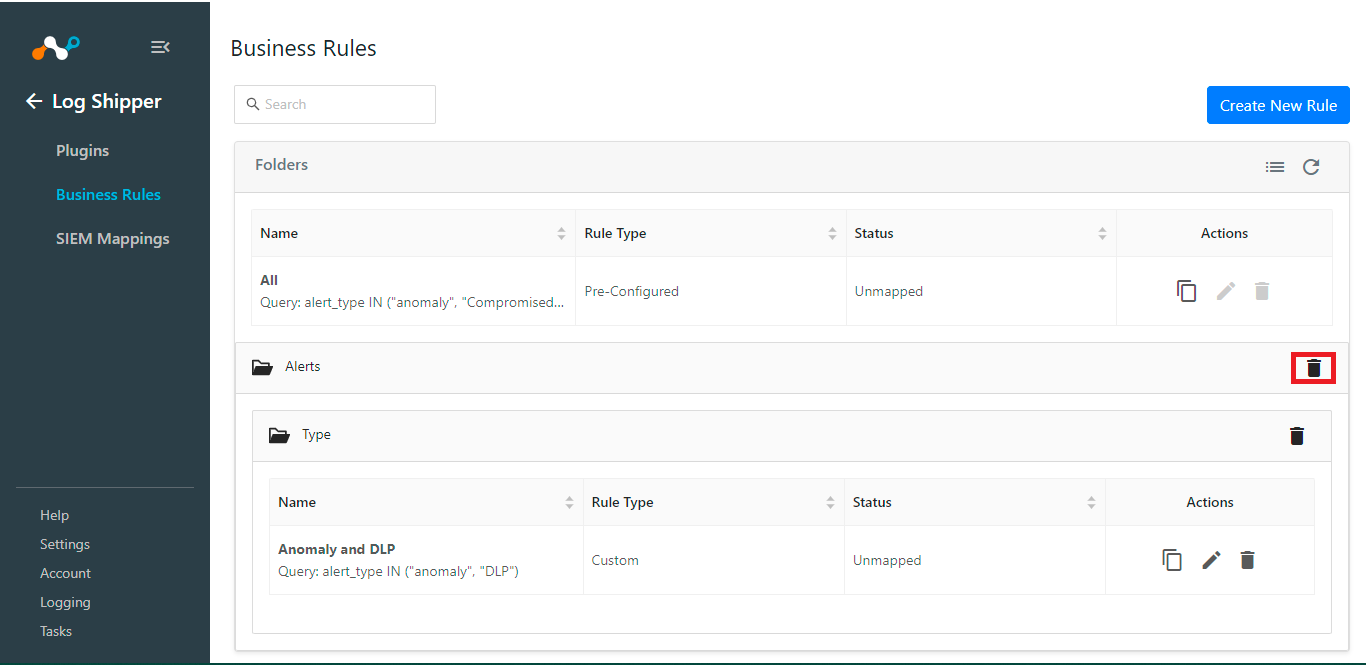 Business Rules
Log Shipper
Search
Create New Rule
Plugins
Business Rules
SIEM Mappings
Folders
Name Rule Type Status Actions
All
Query: alert_type IN ("anomaly", "Compromised...
Pre-Configured
Unmapped
Alerts
Type
Name Rule Type Status Actions
Anomaly and DLP
Query: alert_type IN ("anomaly", "DLP")
Custom
Unmapped
Help
Settings
Account
Logging
Tasks